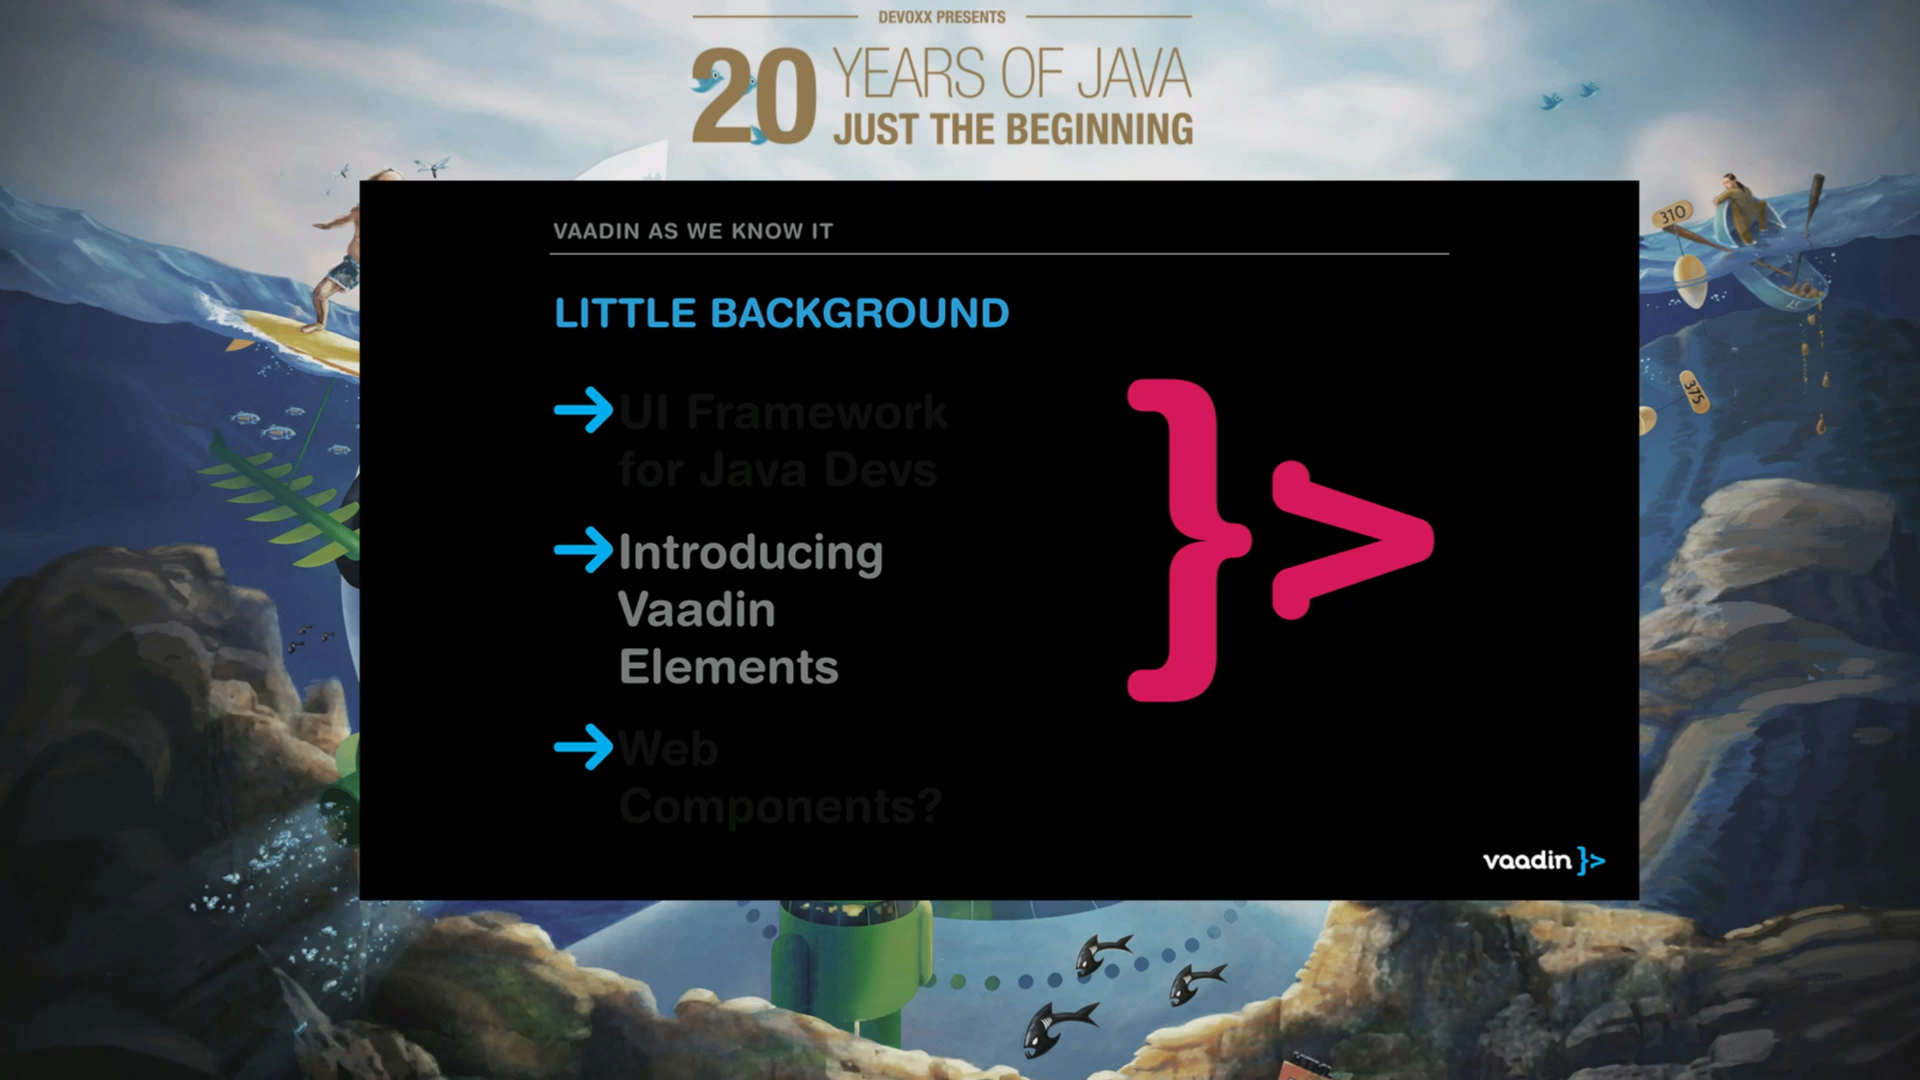 DEVOXX PRESENTS
20 YEARS OF JAVA
JUST THE BEGINNING
VAADIN AS WE KNOW IT
LITTLE BACKGROUND
UI Framework
for Java Devs
Introducing
Vaadin
Elements
Web
Components?
vaadin }>
310
375